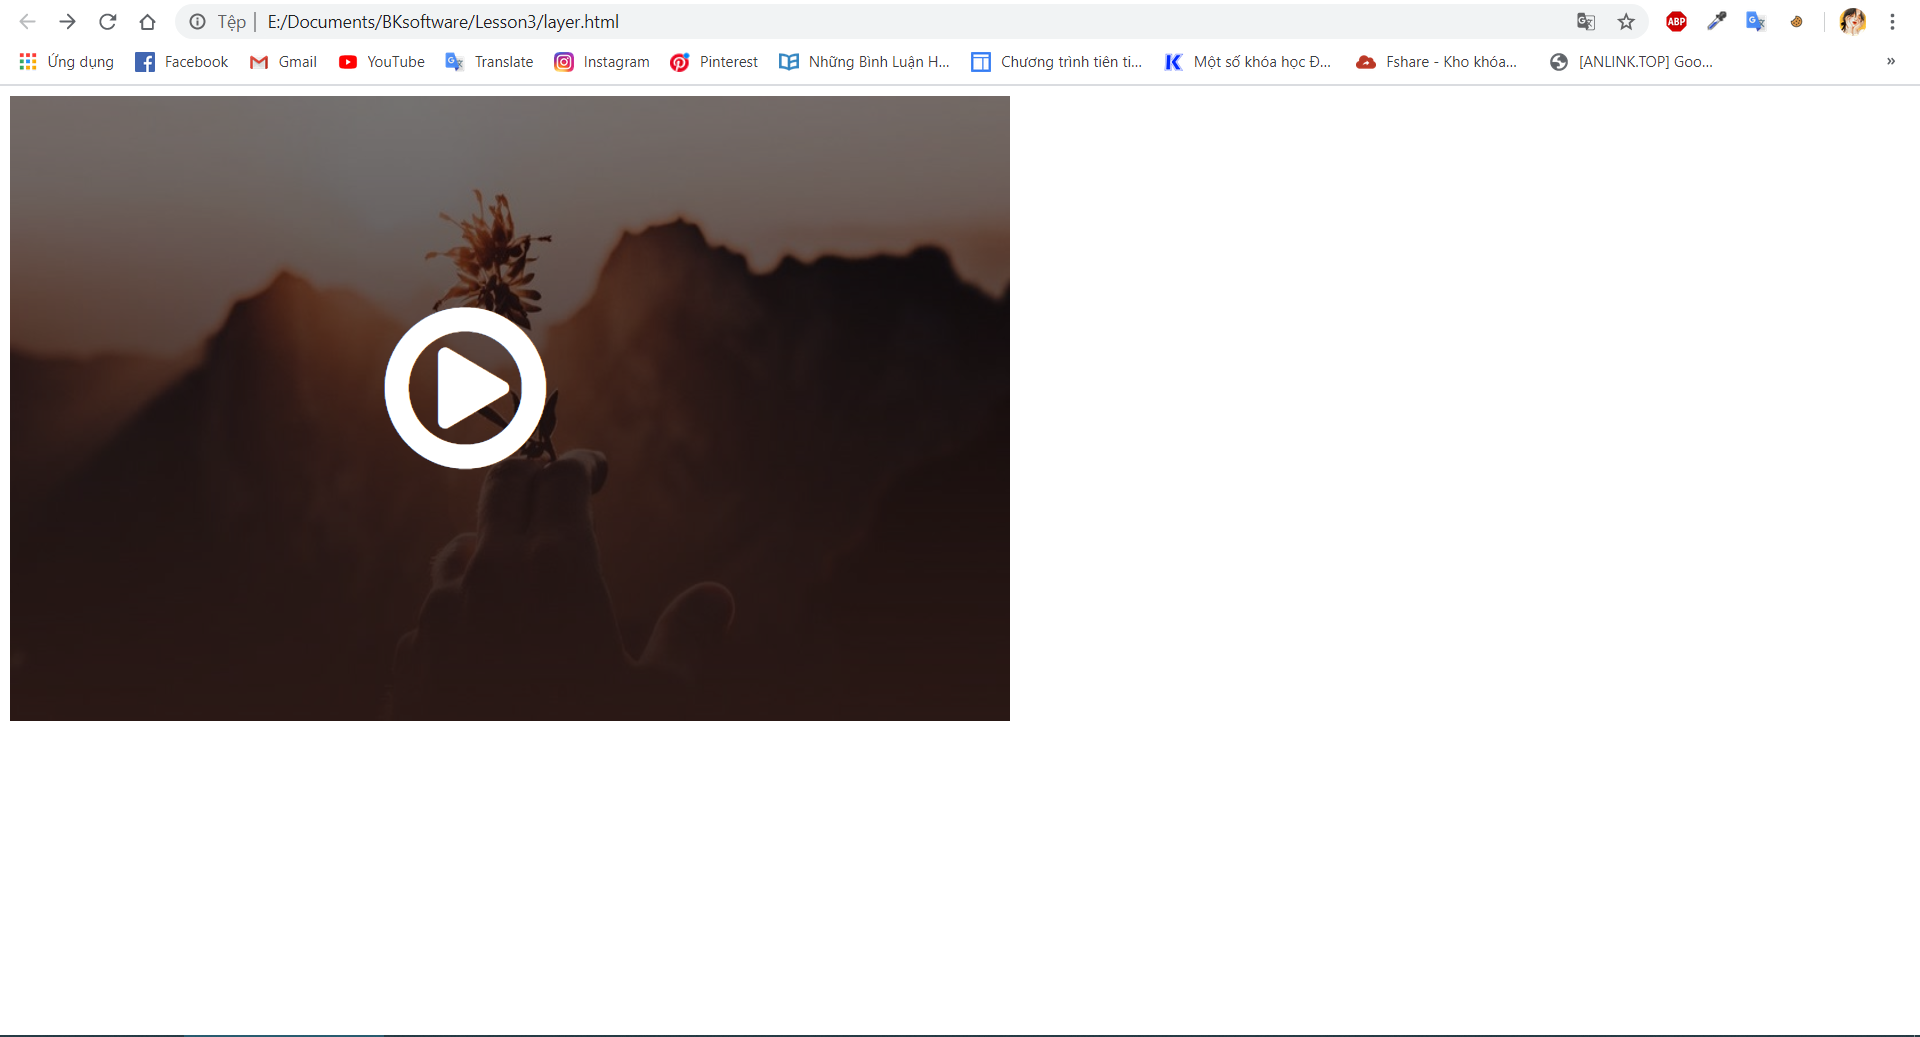 Tệp | E:/Documents/BKsoftware/Lesson3/layer.html
ABP
Ứng dụng Facebook Gmail YouTube Translate Instagram Pinterest Những Bình Luận H... Chương trình tiên ti... Một số khóa học Đ... Fshare - Kho khóa... [ANLINK.TOP] Goo... »